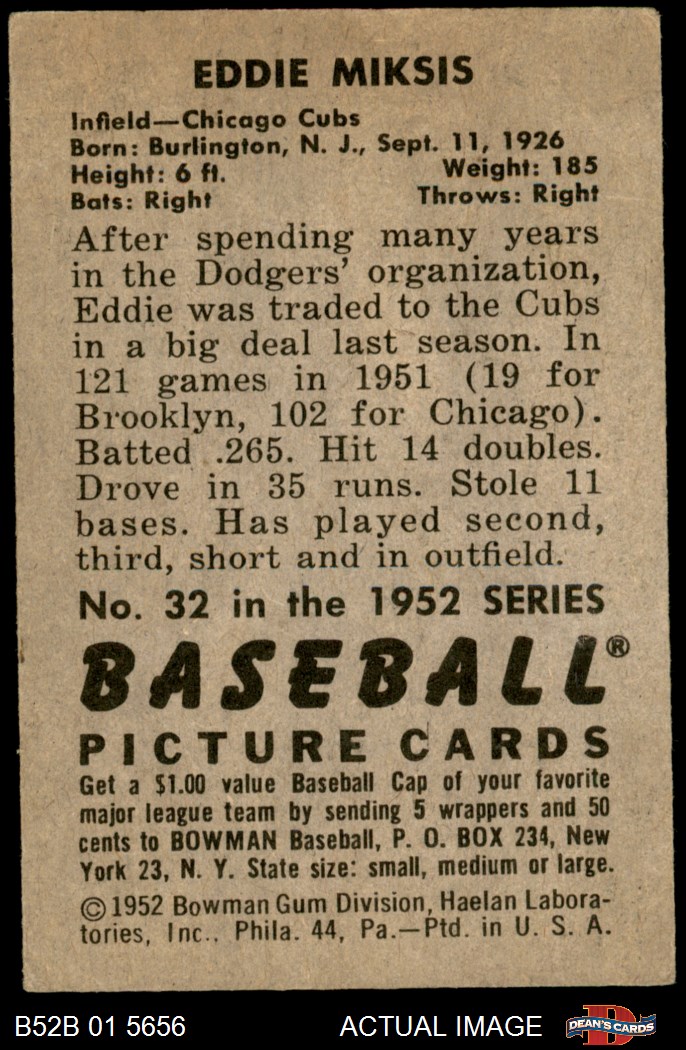 EDDIE MIKSIS
Infield—Chicago Cubs
Born: Burlington, N. J., Sept. 11, 1926
Height: 6 ft. Weight: 185
Bats: Right Throws: Right
After spending many years
in the Dodgers' organization,
Eddie was traded to the Cubs
in a big deal last season. In
121 games in 1951 (19 for
Brooklyn, 102 for Chicago).
Batted .265. Hit 14 doubles.
Drove in 35 runs. Stole 11
bases. Has played second,
third, short and in outfield.
No. 32 in the 1952 SERIES
BASEBALL®
PICTURE CARDS
Get a $1.00 value Baseball Cap of your favorite
major league team by sending 5 wrappers and 50
cents to BOWMAN Baseball, P. O. BOX 234, New
York 23, N. Y. State size: small, medium or large.
©1952 Bowman Gum Division, Haelan Labora-
tories, Inc., Phila. 44, Pa.—Ptd. in U. S. A.
B52B 01 5656 ACTUAL IMAGE D DEAN'S CARDS